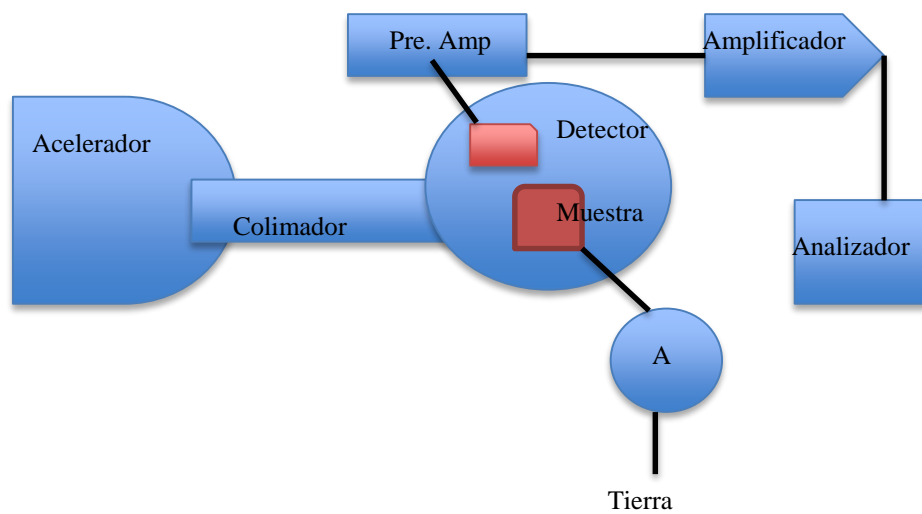 Pre. Amp
Amplificador
Acelerador
Detector
Colimador
Muestra
Analizador
A
Tierra